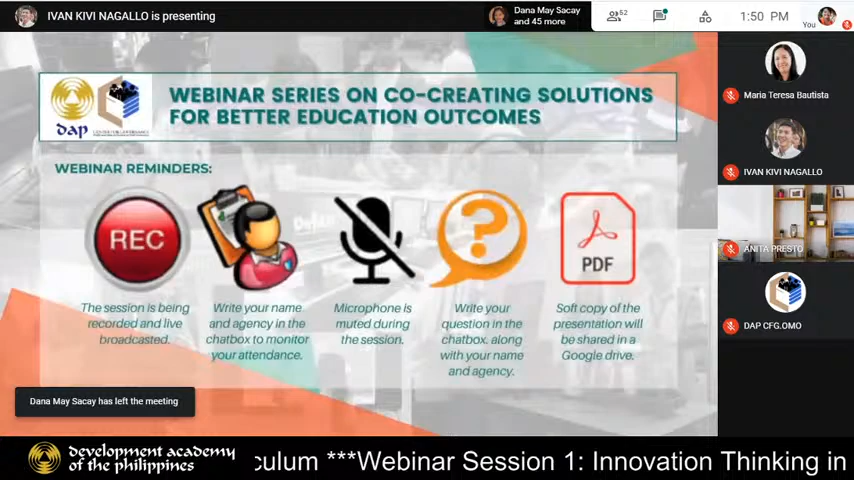 IVAN KIVI NAGALLO is presenting
Dana May Sacay
and 45 more
52
1:50 PM
You
WEBINAR SERIES ON CO-CREATING SOLUTIONS
FOR BETTER EDUCATION OUTCOMES
dap
WEBINAR REMINDERS:
REC
PDF
The session is being
recorded and live
broadcasted.
Write your name
and agency in the
chatbox to monitor
your attendance.
Microphone is
muted during
the session.
Write your
question in the
chatbox. along
with your name
and agency.
Soft copy of the
presentation will
be shared in a
Google drive.
Maria Teresa Bautista
IVAN KIVI NAGALLO
ANITA PRESTO
DAP CFG.OMO
Dana May Sacay has left the meeting
development academy
of the philippines
culum ***Webinar Session 1: Innovation Thinking in